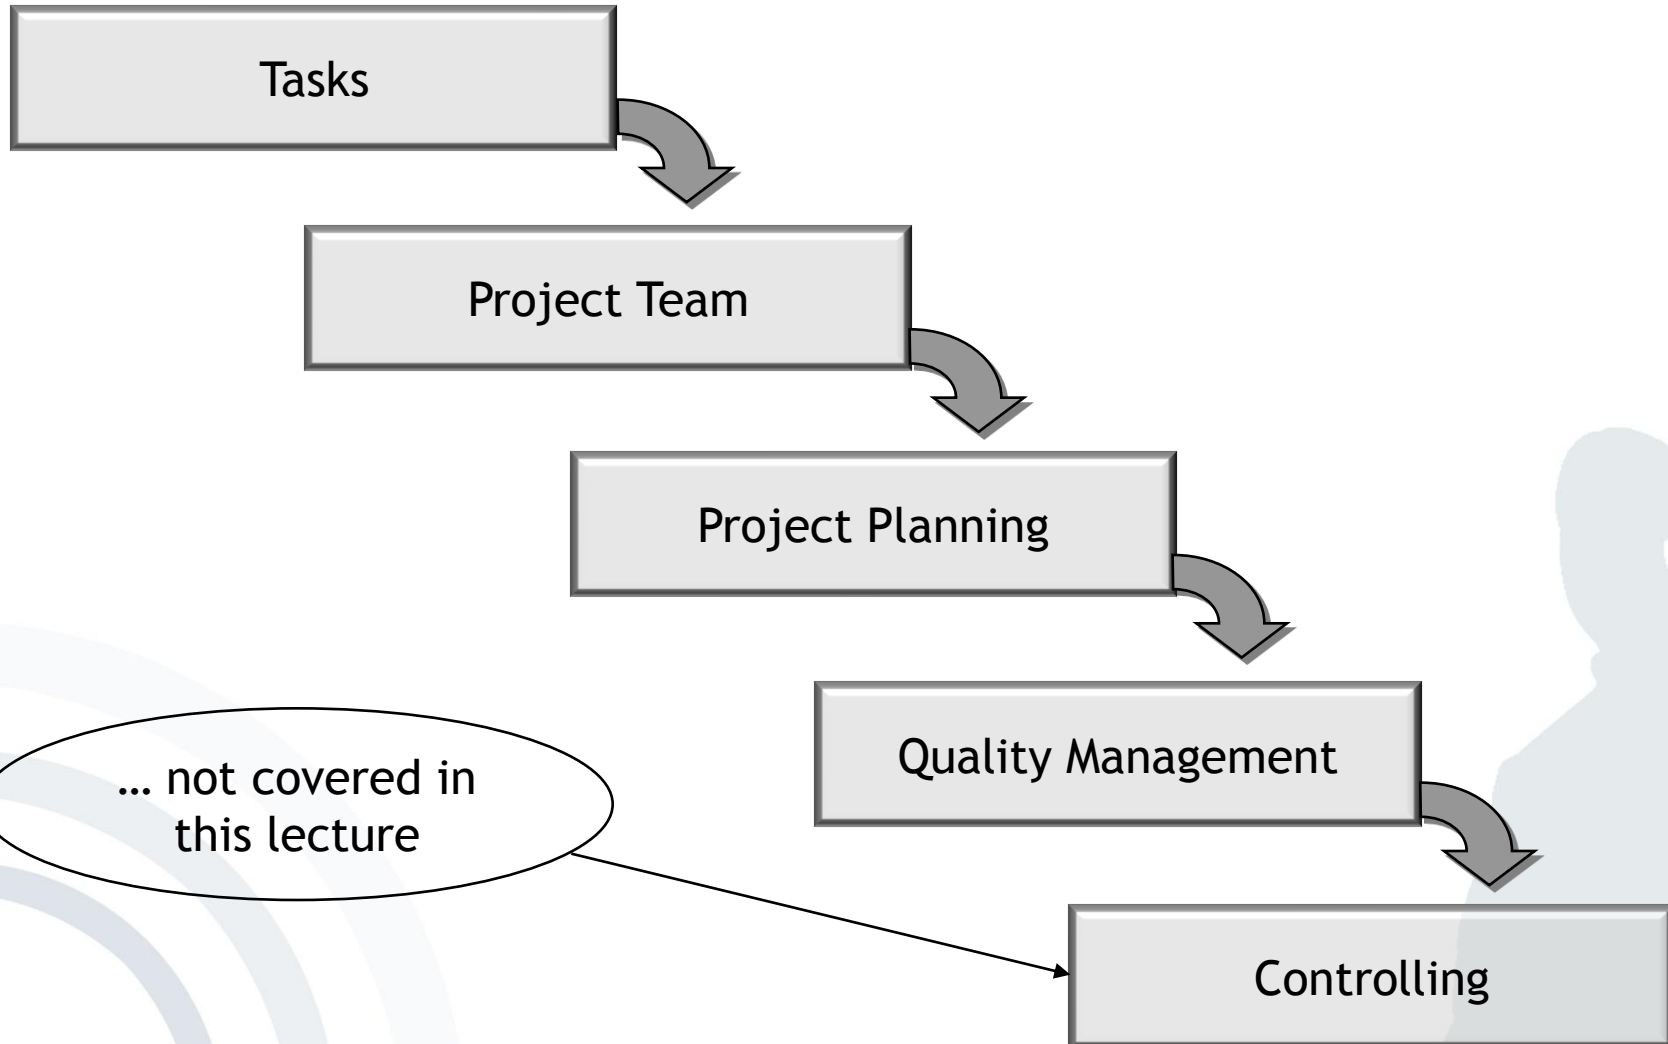 Tasks
Project Team
Project Planning
Quality Management
… not covered in
this lecture
Controlling